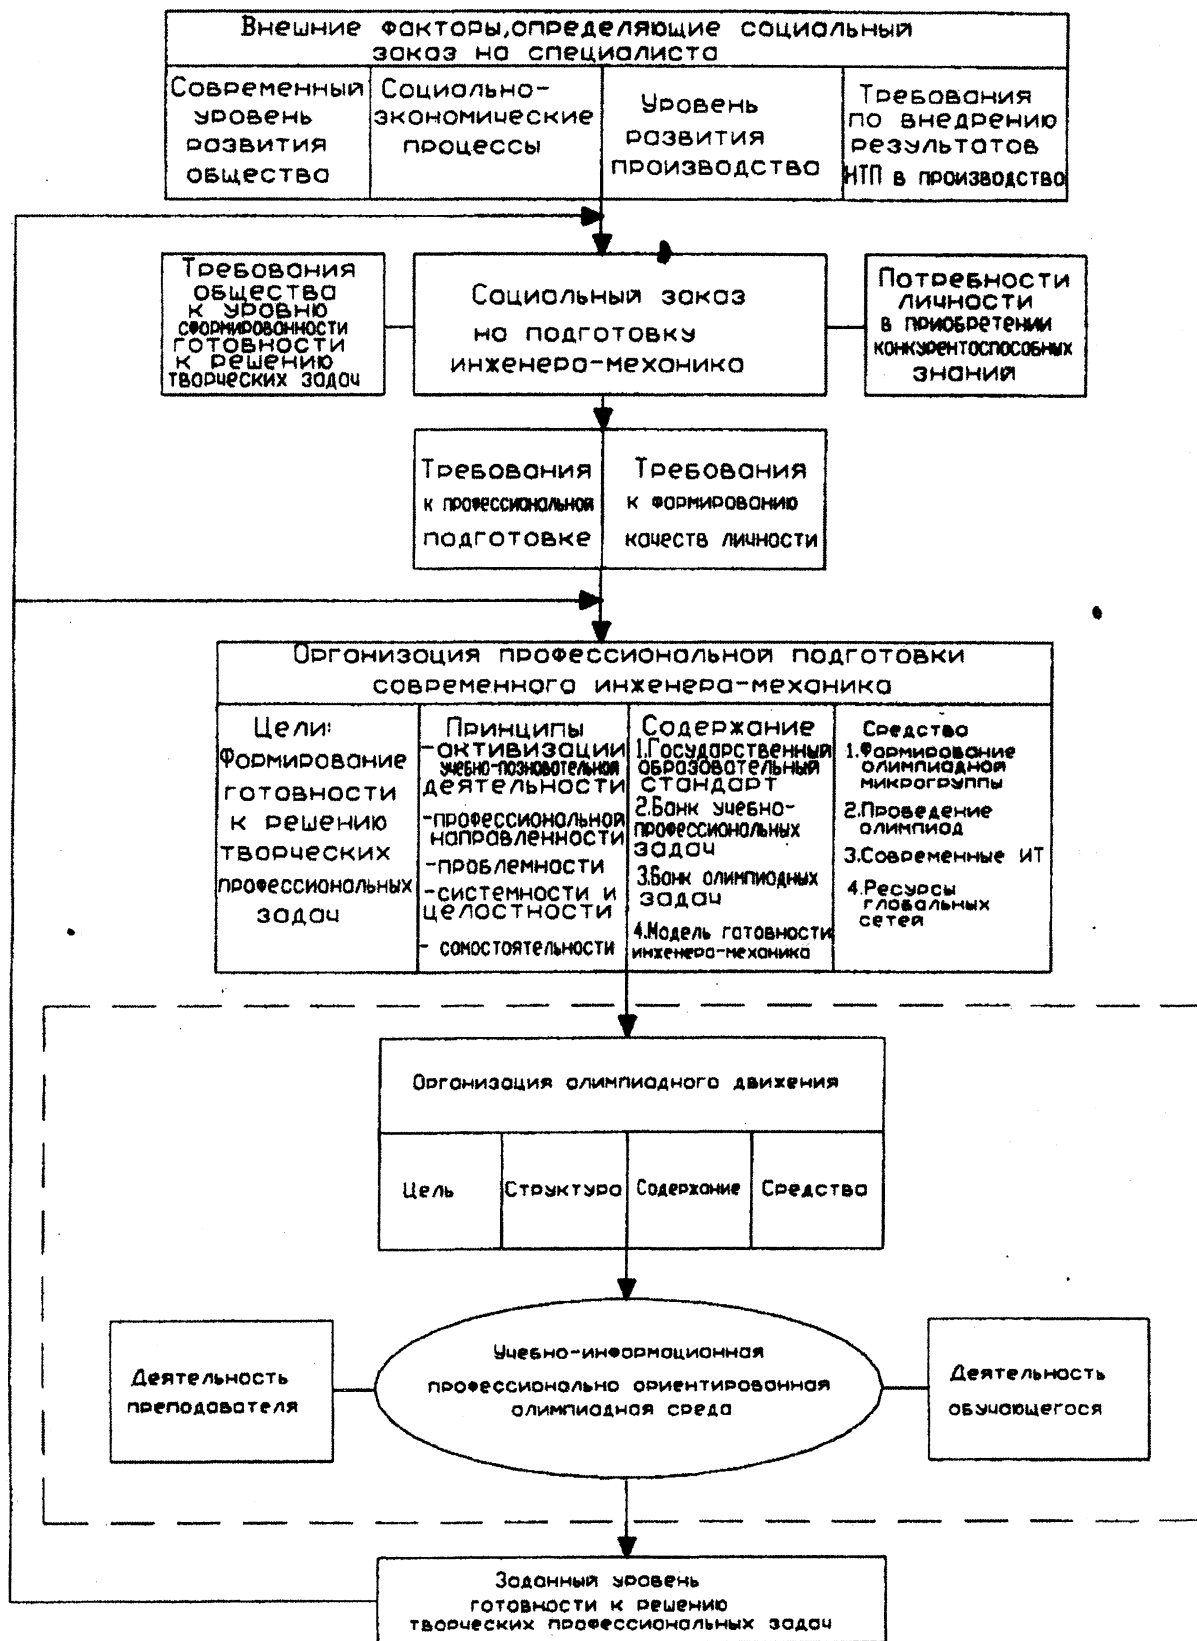 Внешние факторы,определяющие социальный
заказ на специалиста
Современный
уровень
развития
общества
Социально-
экономические
процессы
Уровень
развития
производства
Требования
по внедрению
результатов
НТП в производство
Требования
общества
к уровню
сформированности
готовности
к решению
творческих задач
Социальный заказ
на подготовку
инженера-механика
Потребности
личности
в приобретении
конкурентоспособных
знаний
Требования
к профессиональной
подготовке
Требования
к формированию
качеств личности
Организация профессиональной подготовки
современного инженера-механика
Цели:
Формирование
готовности
к решению
творческих
профессиональных
задач
Принципы
-активизации
учебно-познавательной
деятельности
-профессиональной
направленности
-проблемности
-системности и
целостности
- самостоятельности
Содержание
1.Государственный
образовательный
стандарт
2.Банк учебно-
профессиональных
задач
3.Банк олимпиадных
задач
4.Модель готовности
инженера-механика
Средства
1.Формирование
олимпиадной
микрогруппы
2.Проведение
олимпиад
3.Современные ИТ
4.Ресурсы
глобальных
сетей
Организация олимпиадного движения
Цель
Структура
Содержание
Средства
Деятельность
преподавателя
Учебно-информационная
профессионально ориентированная
олимпиадная среда
Деятельность
обучающегося
Заданный уровень
готовности к решению
творческих профессиональных задач